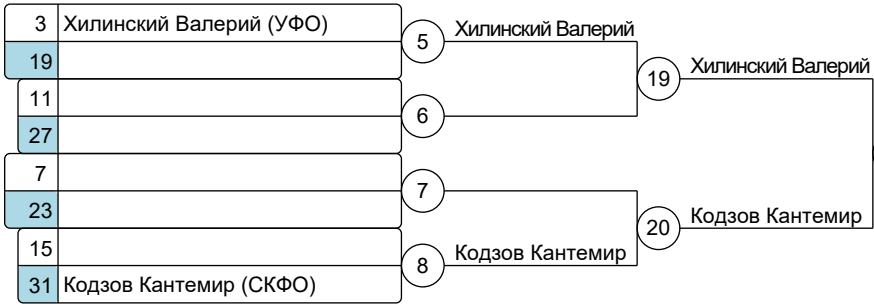 3 Хилинский Валерий (УФО)
19
11
27
7
23
15
31 Кодзов Кантемир (СКФО)
5 Хилинский Валерий
6
7
8 Кодзов Кантемир
19 Хилинский Валерий
20 Кодзов Кантемир